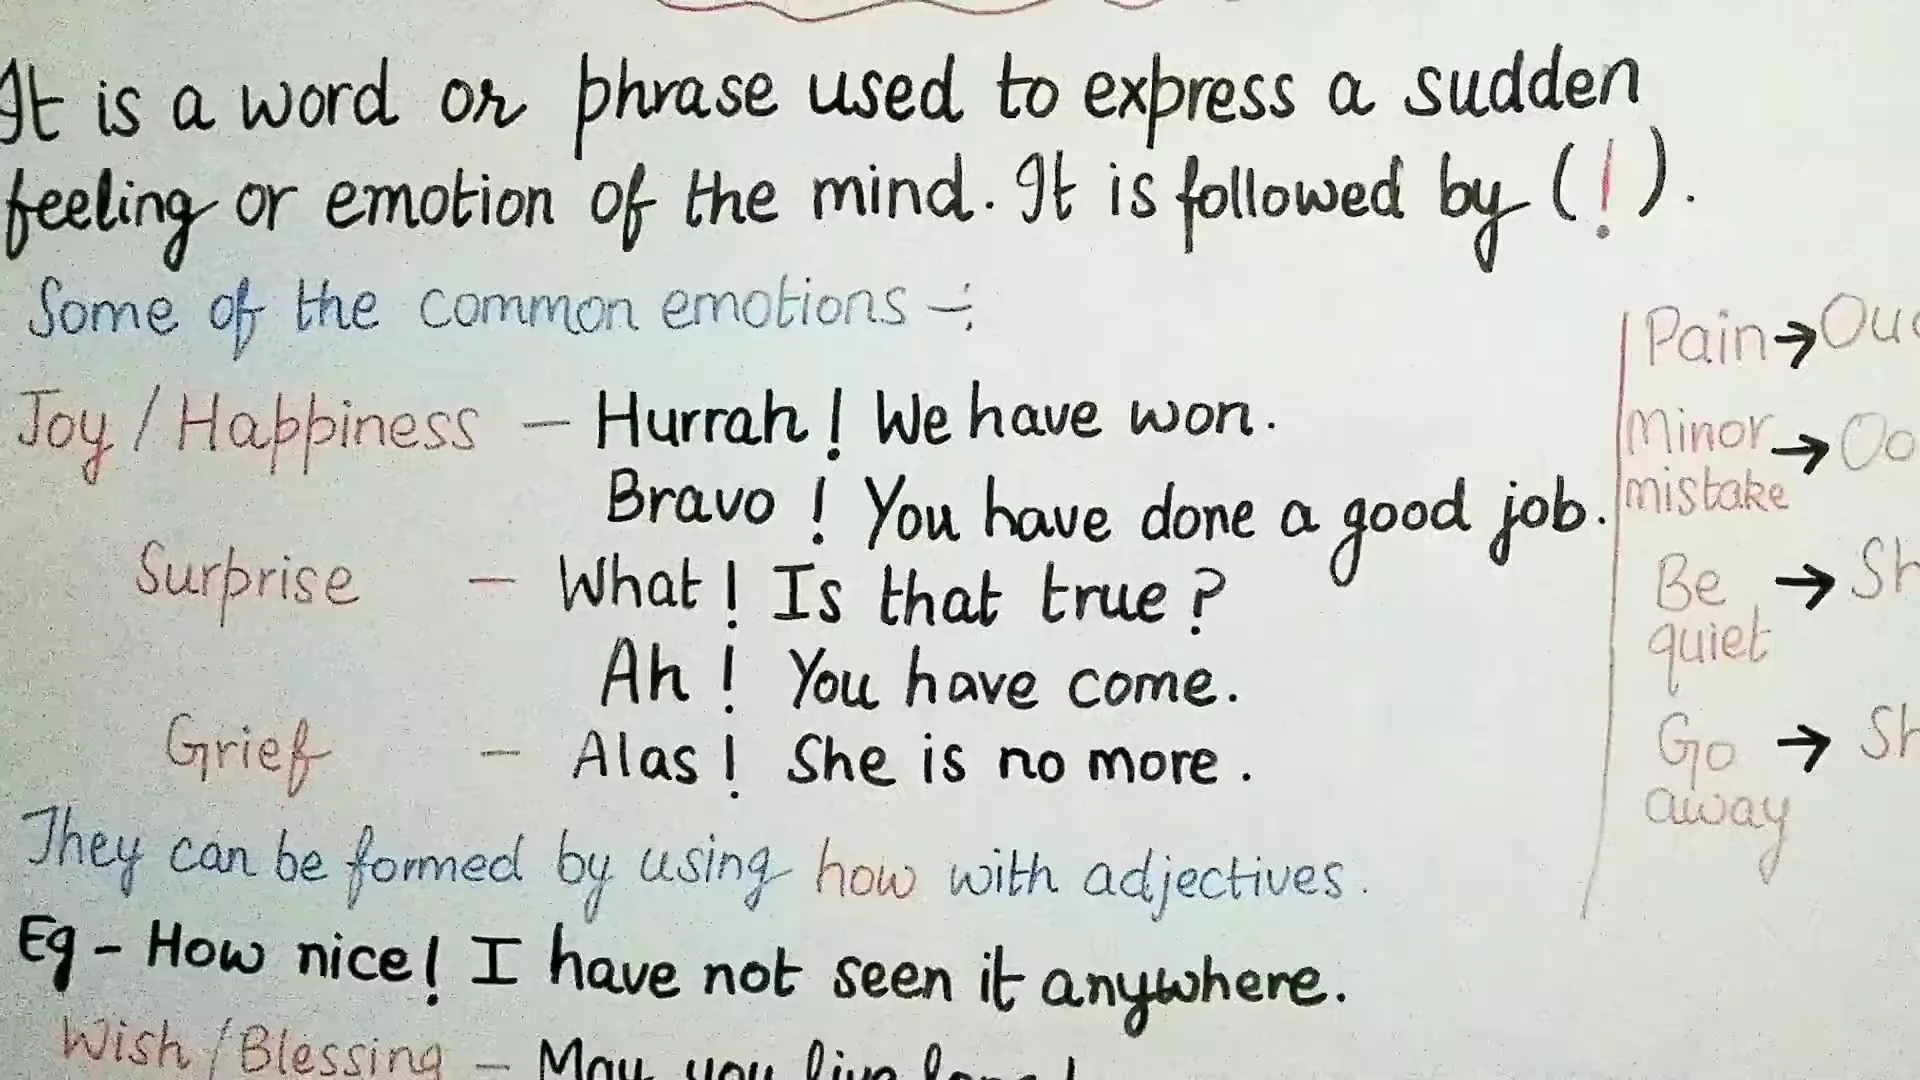 It is a word or phrase used to express a sudden
feeling or emotion of the mind. It is followed by (!).
Some of the common emotions -:
Joy / Happiness - Hurrah! We have won.
Bravo! You have done a good job.
Surprise - What! Is that true?
Ah! You have come.
Grief - Alas! She is no more.
They can be formed by using how with adjectives.
Eg - How nice! I have not seen it anywhere.
Wish / Blessing - May you live long!
Pain →
Minor →
mistake
Be →
quiet
Go →
away